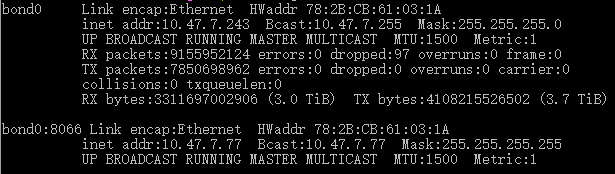 bond0     Link encap:Ethernet  HWaddr 78:2B:CB:61:03:1A
          inet addr:10.47.7.243  Bcast:10.47.7.255  Mask:255.255.255.0
          UP BROADCAST RUNNING MASTER MULTICAST  MTU:1500  Metric:1
          RX packets:9155952124 errors:0 dropped:97 overruns:0 frame:0
          TX packets:7850698962 errors:0 dropped:0 overruns:0 carrier:0
          collisions:0 txqueuelen:0
          RX bytes:3311697002906 (3.0 TiB)  TX bytes:4108215526502 (3.7 TiB)
bond0:8066 Link encap:Ethernet  HWaddr 78:2B:CB:61:03:1A
          inet addr:10.47.7.77  Bcast:10.47.7.77  Mask:255.255.255.255
          UP BROADCAST RUNNING MASTER MULTICAST  MTU:1500  Metric:1